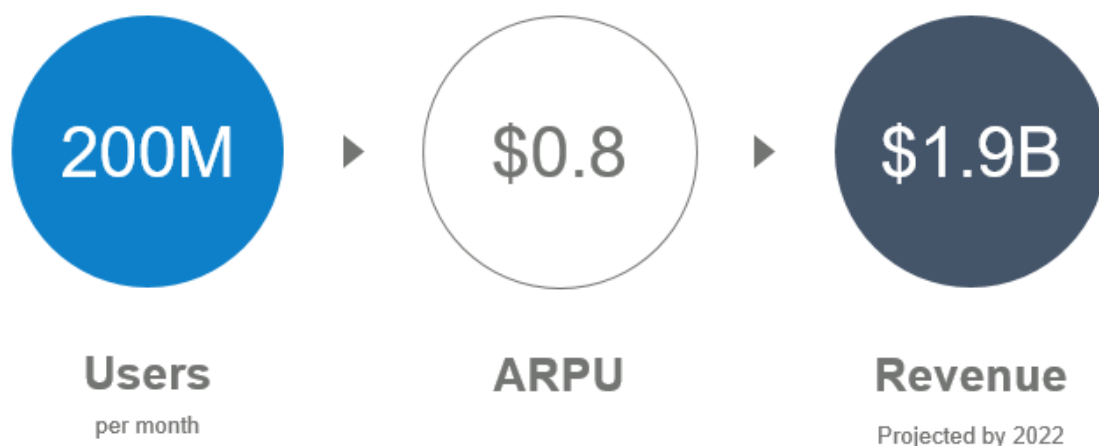 200M
$0.8
$1.9B
Users
per month
ARPU
Revenue
Projected by 2022